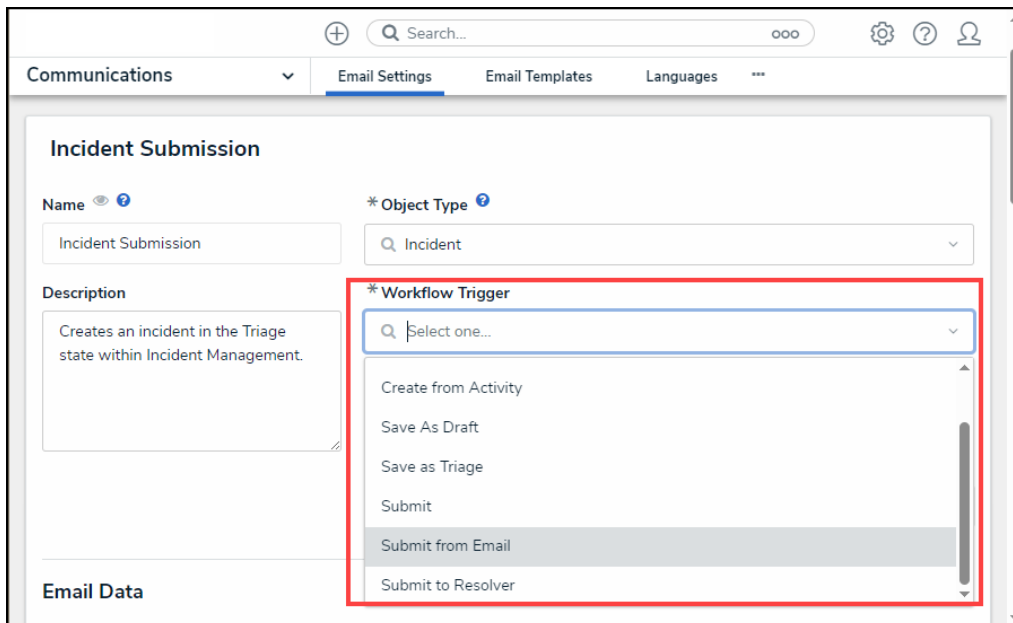 Search...
Communications
Email Settings
Email Templates
Languages
Incident Submission
Name
* Object Type
Incident Submission
Incident
Description
* Workflow Trigger
Creates an incident in the Triage
state within Incident Management.
Select one...
Create from Activity
Save As Draft
Save as Triage
Submit
Submit from Email
Submit to Resolver
Email Data